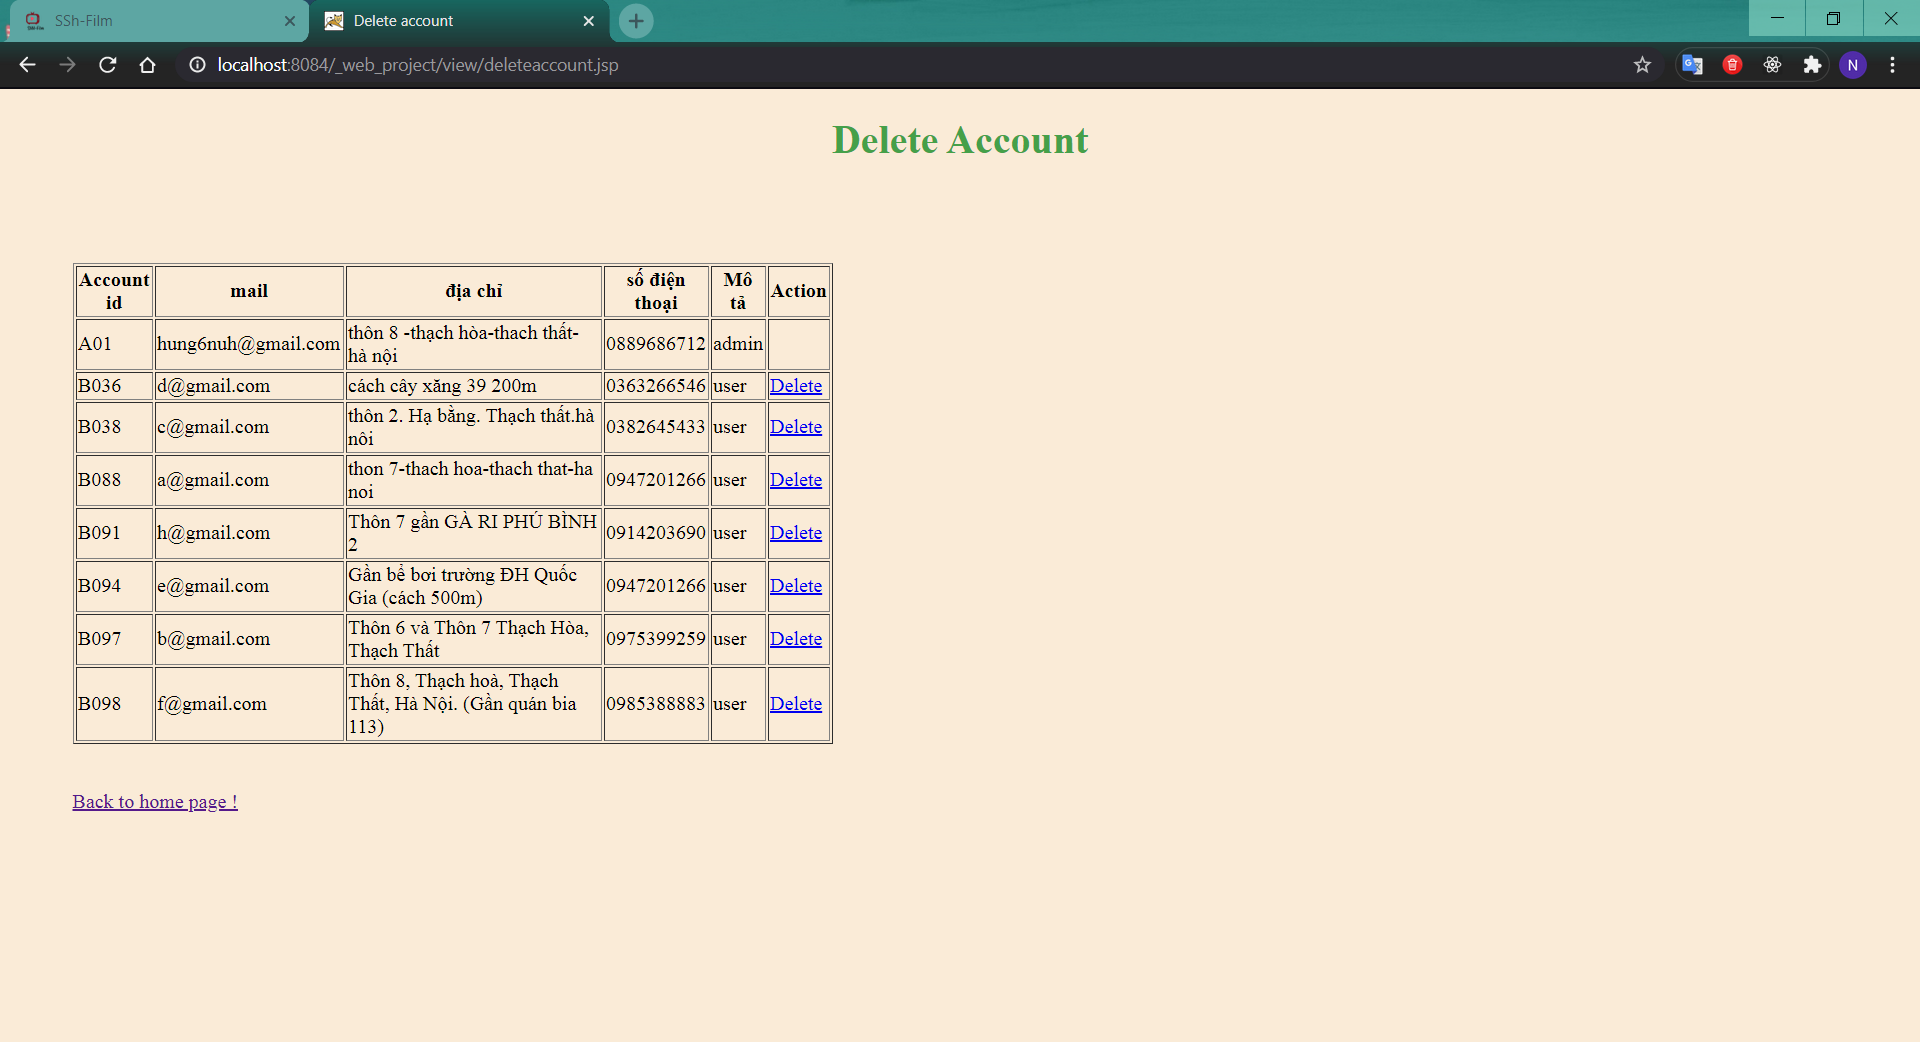 SSh-Film
Delete account
localhost:8084/_web_project/view/deleteaccount.jsp
N
Delete Account
Account id mail địa chỉ số điện thoại Mô tả Action
A01 hung6nuh@gmail.com thôn 8 -thạch hòa-thach thất-
hà nội 0889686712 admin
B036 d@gmail.com cách cây xăng 39 200m 0363266546 user Delete
B038 c@gmail.com thôn 2. Hạ bằng. Thạch thất.hà
nôi 0382645433 user Delete
B088 a@gmail.com thon 7-thach hoa-thach that-ha
noi 0947201266 user Delete
B091 h@gmail.com Thôn 7 gần GÀ RI PHÚ BÌNH
2 0914203690 user Delete
B094 e@gmail.com Gần bể bơi trường ĐH Quốc
Gia (cách 500m) 0947201266 user Delete
B097 b@gmail.com Thôn 6 và Thôn 7 Thạch Hòa,
Thạch Thất 0975399259 user Delete
B098 f@gmail.com Thôn 8, Thạch hoà, Thạch
Thất, Hà Nội. (Gần quán bia
113) 0985388883 user Delete
Back to home page !